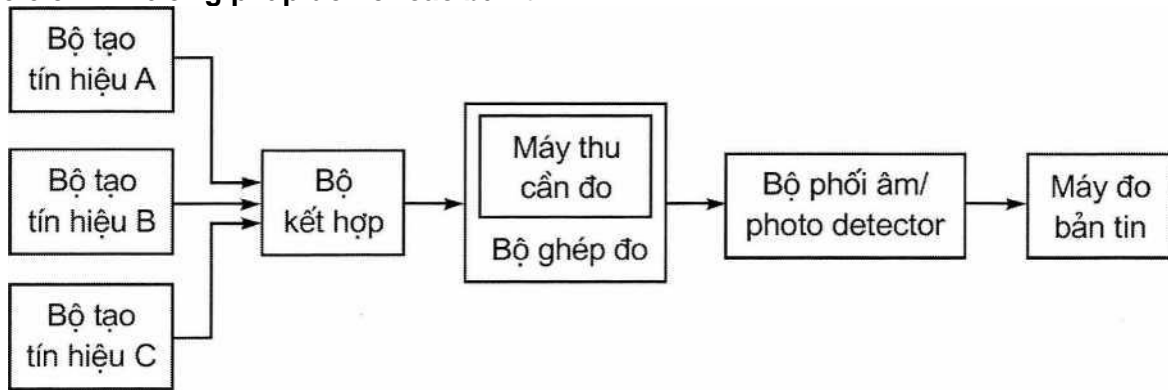 Bộ tạo
tín hiệu A
Bộ tạo
tín hiệu B
Bộ tạo
tín hiệu C
Bộ
kết hợp
Máy thu
cần đo
Bộ ghép đo
Bộ phối âm/
photo detector
Máy đo
bản tin